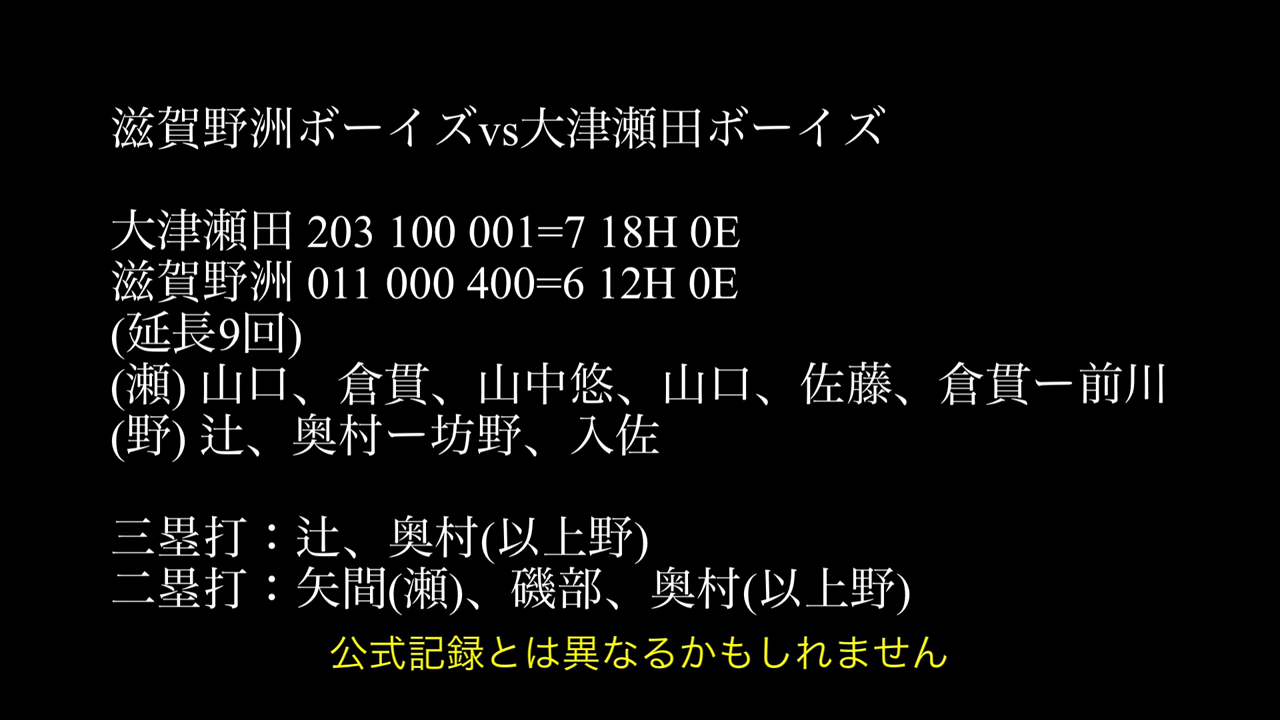 滋賀野洲ボーイズvs大津瀬田ボーイズ
大津瀬田 203 100 001=7 18H 0E
滋賀野洲 011 000 400=6 12H 0E
(延長9回)
(瀬) 山口、倉貫、山中悠、山口、佐藤、倉貫ー前川
(野) 辻、奥村ー坊野、入佐
三塁打：辻、奥村(以上野)
二塁打：矢間(瀬)、磯部、奥村(以上野)
公式記録とは異なるかもしれません